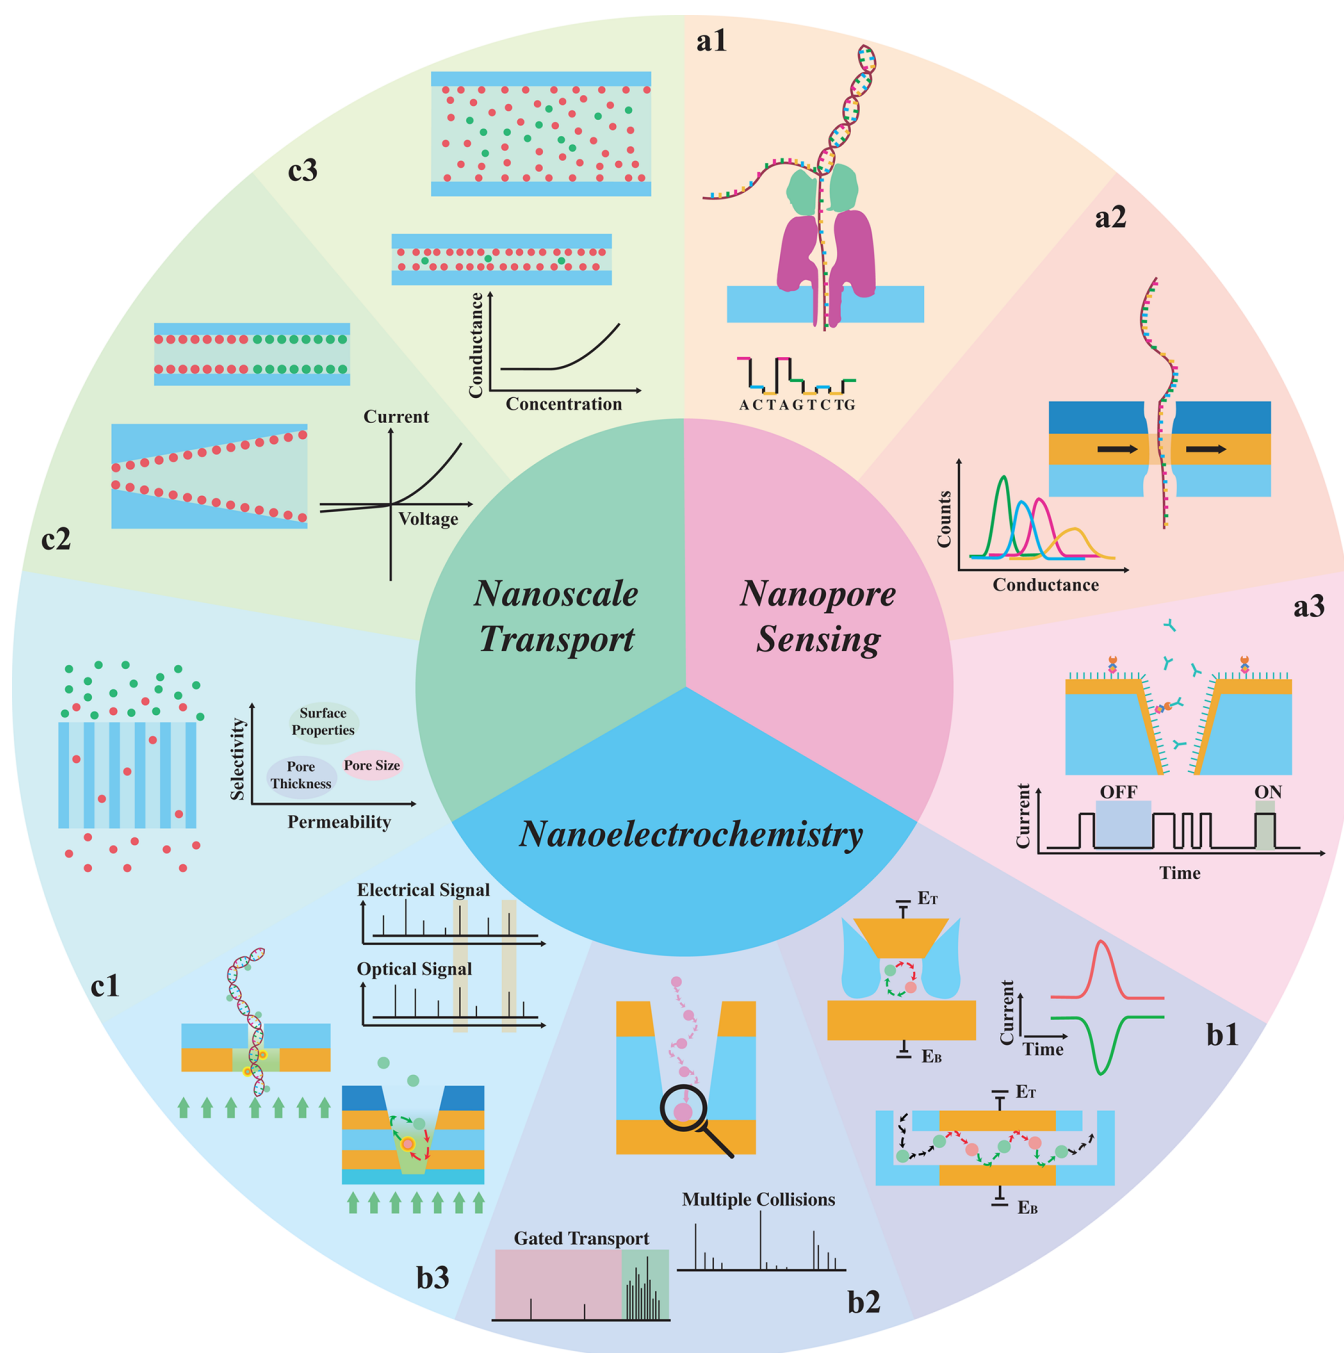 a1
A C T A G T C TG
a2
Counts
Conductance
a3
OFF
ON
Current
Time
b1
ET
EB
Current
Time
ET
EB
b2
Multiple Collisions
Gated Transport
b3
Electrical Signal
Optical Signal
c1
Selectivity
Surface
Properties
Pore
Thickness
Pore Size
Permeability
c2
Current
Voltage
c3
Conductance
Concentration
Nanoscale
Transport
Nanopore
Sensing
Nanoelectrochemistry